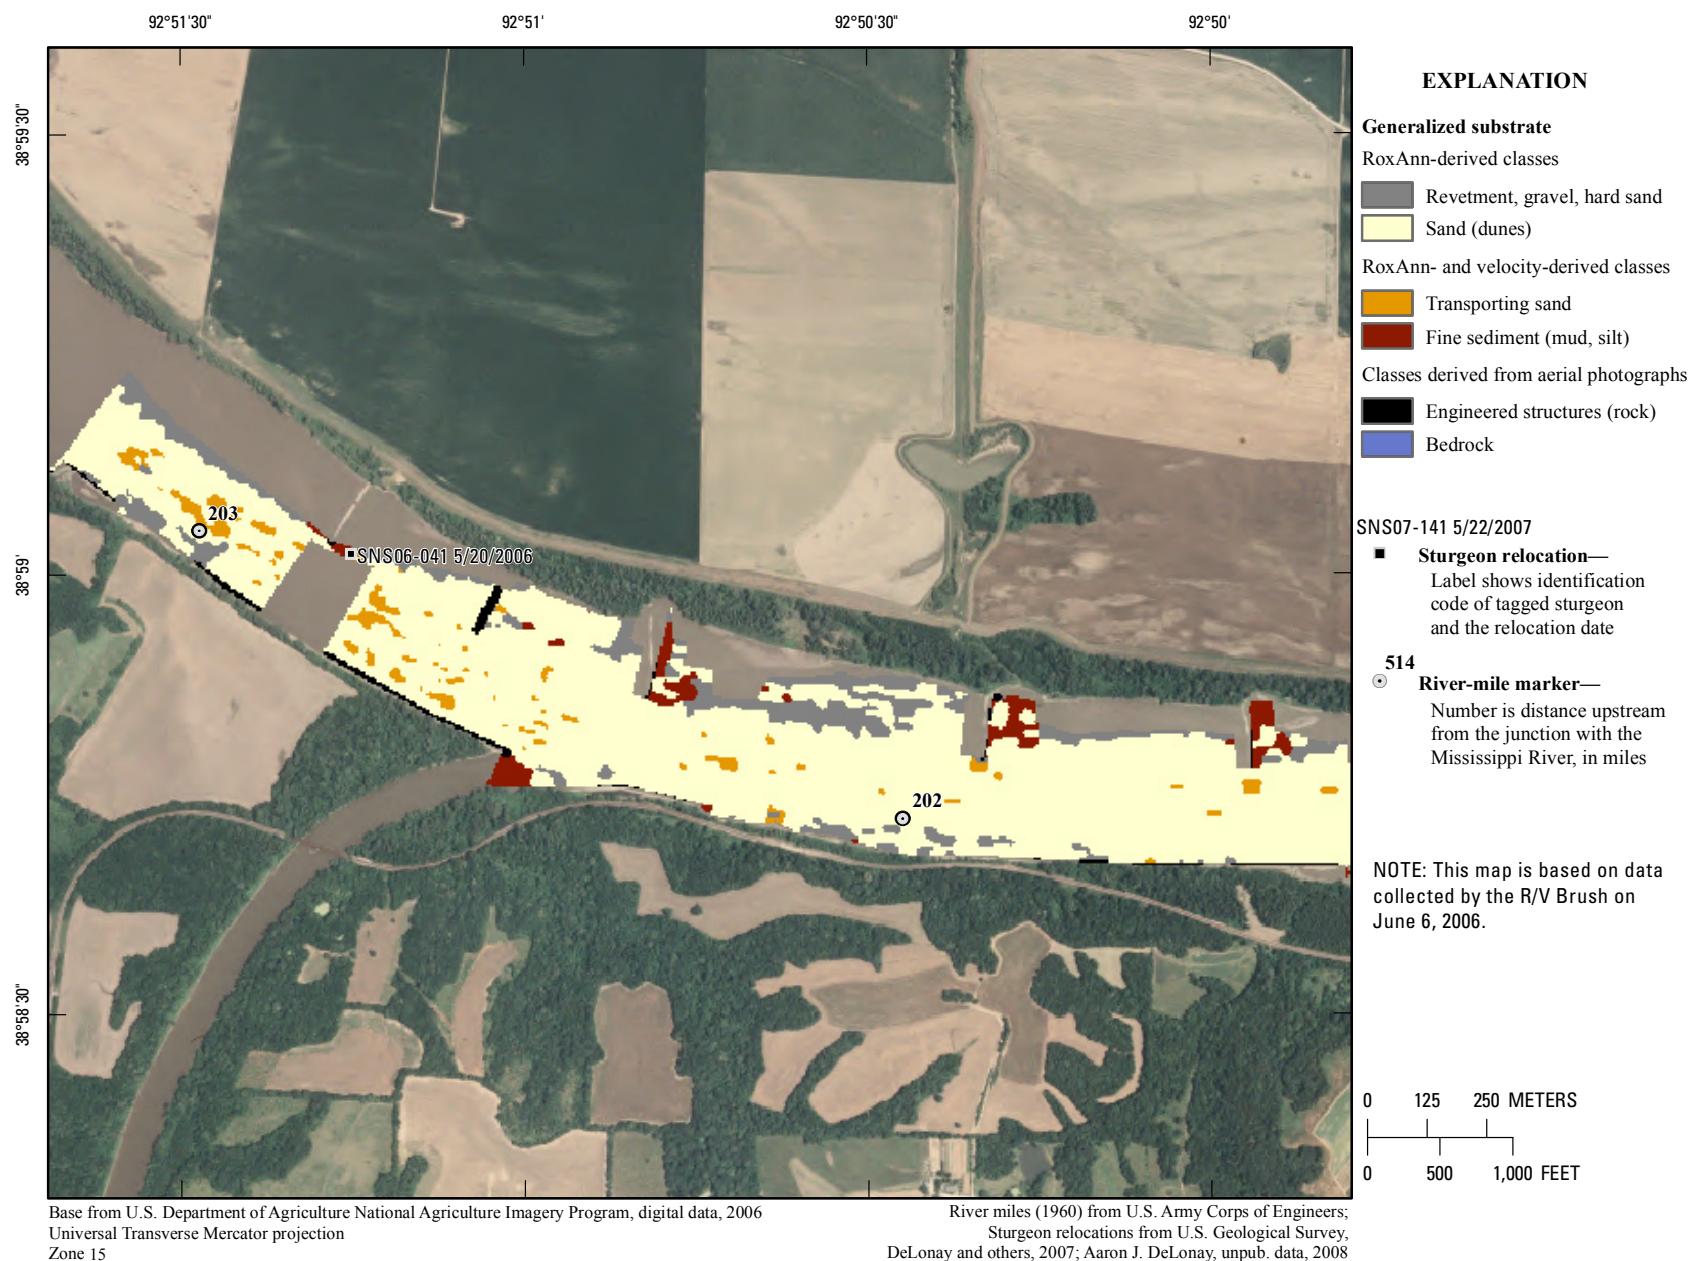 92°51'30"
92°51'
92°50'30"
92°50'
38°59'30"
38°59'
38°58'30"
203
SNS06-041 5/20/2006
202
EXPLANATION
Generalized substrate
RoxAnn-derived classes
Revetment, gravel, hard sand
Sand (dunes)
RoxAnn- and velocity-derived classes
Transporting sand
Fine sediment (mud, silt)
Classes derived from aerial photographs
Engineered structures (rock)
Bedrock
SNS07-141 5/22/2007
Sturgeon relocation—
Label shows identification
code of tagged sturgeon
and the relocation date
514
River-mile marker—
Number is distance upstream
from the junction with the
Mississippi River, in miles
NOTE: This map is based on data
collected by the R/V Brush on
June 6, 2006.
0 125 250 METERS
0 500 1,000 FEET
Base from U.S. Department of Agriculture National Agriculture Imagery Program, digital data, 2006
Universal Transverse Mercator projection
Zone 15
River miles (1960) from U.S. Army Corps of Engineers;
Sturgeon relocations from U.S. Geological Survey,
DeLonay and others, 2007; Aaron J. DeLonay, unpub. data, 2008